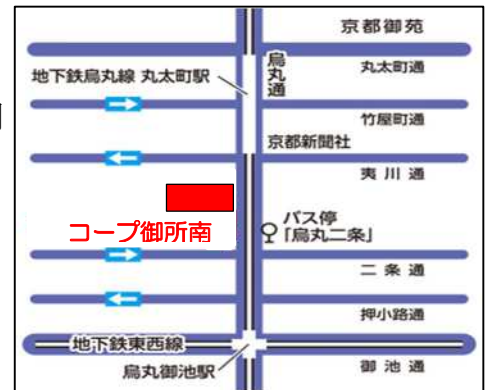 京都御苑
烏丸通
丸太町通
地下鉄烏丸線 丸太町駅
竹屋町通
京都新聞社
夷川通
コープ御所南
バス停
「烏丸二条」
二条通
押小路通
地下鉄東西線
烏丸御池駅
御池通